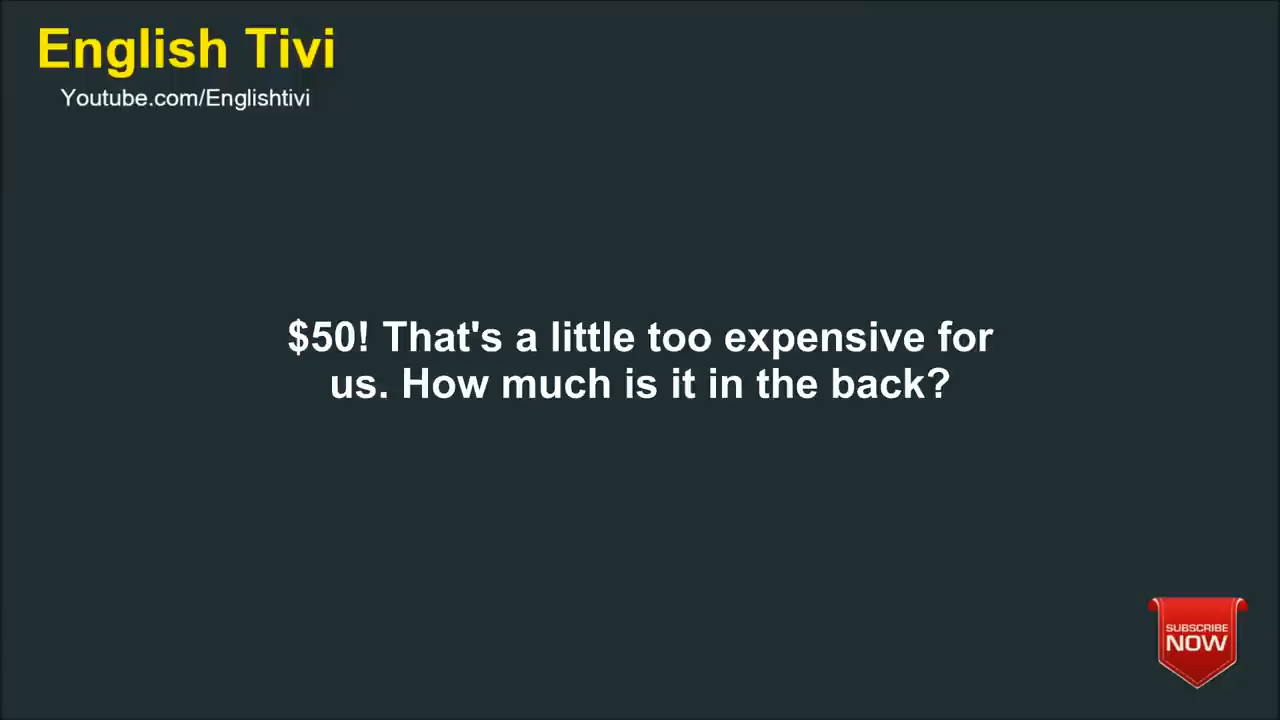 English Tivi
Youtube.com/Englishtivi
$50! That's a little too expensive for
us. How much is it in the back?
SUBSCRIBE
NOW